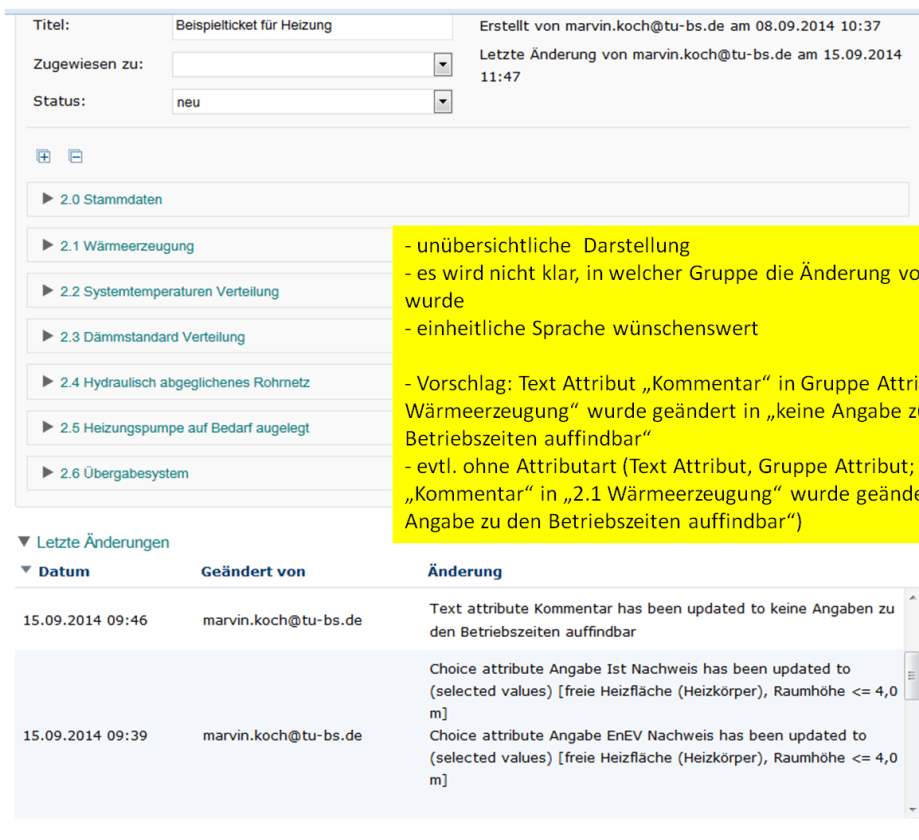 Titel: Beispielticket für Heizung Erstellt von marvin.koch@tu-bs.de am 08.09.2014 10:37
Zugewiesen zu: Letzte Änderung von marvin.koch@tu-bs.de am 15.09.2014
11:47
Status: neu
2.0 Stammdaten
2.1 Wärmeerzeugung
2.2 Systemtemperaturen Verteilung
2.3 Dämmstandard Verteilung
2.4 Hydraulisch abgeglichenes Rohrnetz
2.5 Heizungspumpe auf Bedarf augelegt
2.6 Übergabesystem
- unübersichtliche Darstellung
- es wird nicht klar, in welcher Gruppe die Änderung vo
wurde
- einheitliche Sprache wünschenswert
- Vorschlag: Text Attribut „Kommentar“ in Gruppe Attri
Wärmeerzeugung“ wurde geändert in „keine Angabe zu
Betriebszeiten auffindbar“
- evtl. ohne Attributart (Text Attribut, Gruppe Attribut;
„Kommentar“ in „2.1 Wärmeerzeugung“ wurde geände
Angabe zu den Betriebszeiten auffindbar“)
Letzte Änderungen
Datum Geändert von Änderung
15.09.2014 09:46 marvin.koch@tu-bs.de Text attribute Kommentar has been updated to keine Angaben zu
den Betriebszeiten auffindbar
Choice attribute Angabe Ist Nachweis has been updated to
(selected values) [freie Heizfläche (Heizkörper), Raumhöhe <= 4,0
m]
15.09.2014 09:39 marvin.koch@tu-bs.de Choice attribute Angabe EnEV Nachweis has been updated to
(selected values) [freie Heizfläche (Heizkörper), Raumhöhe <= 4,0
m]